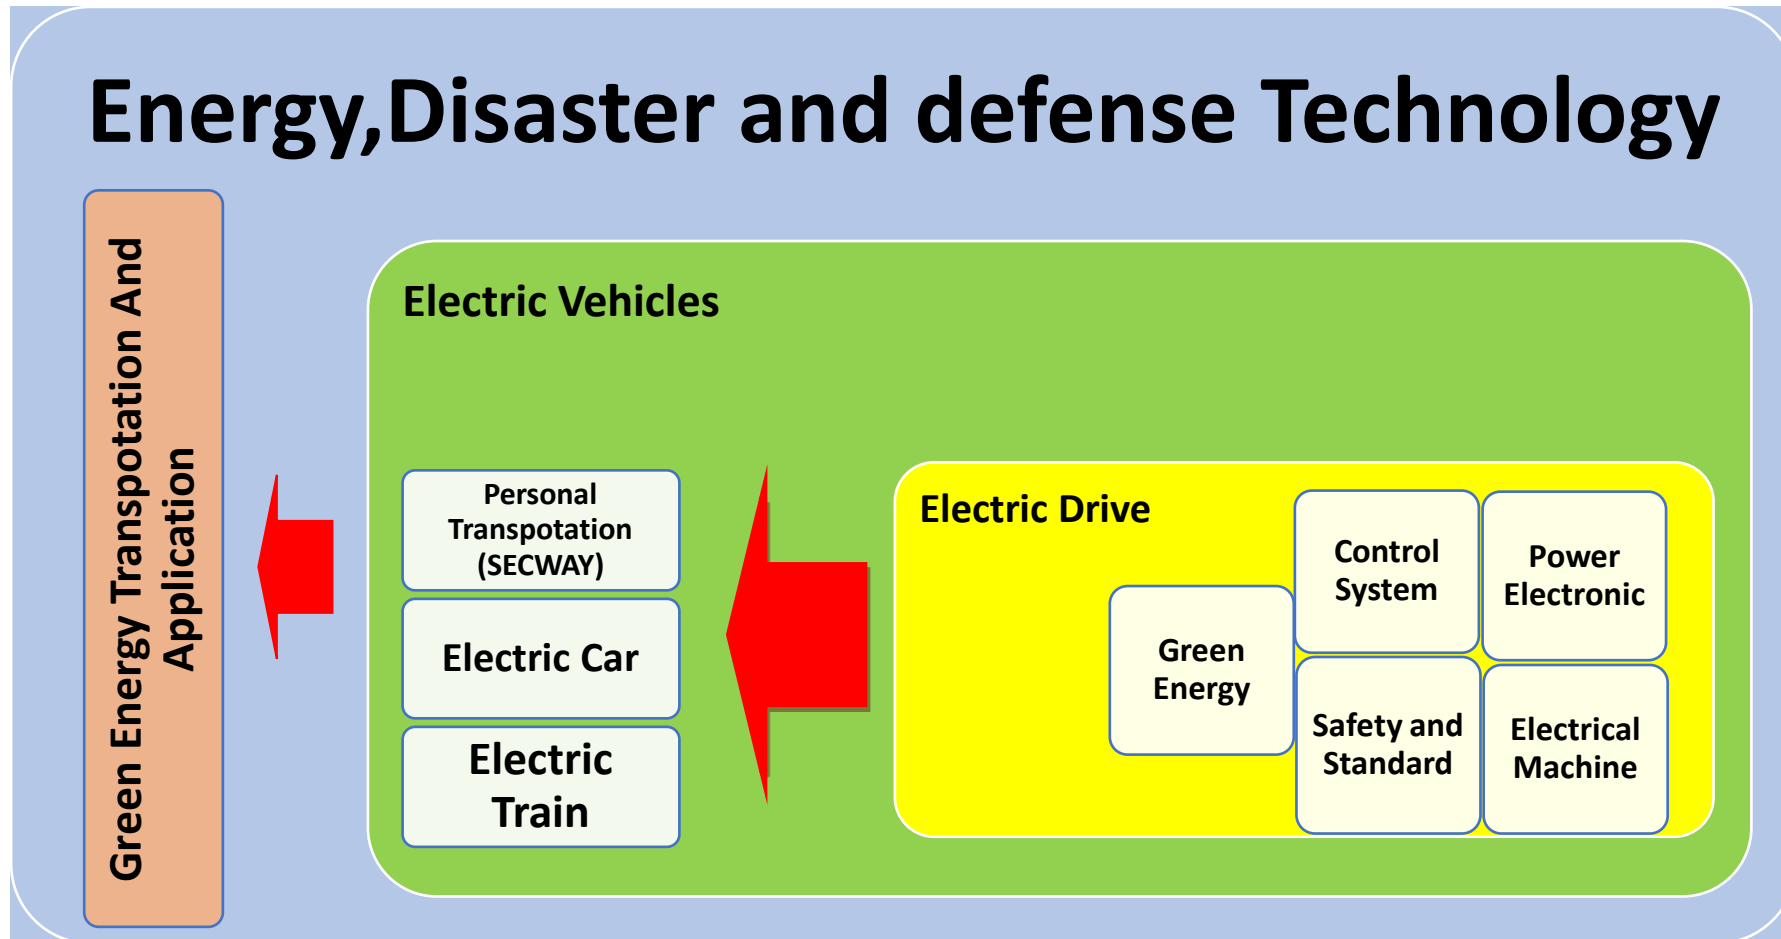 Energy,Disaster and defense Technology
Green Energy Transpotation And
Application
Electric Vehicles
Personal
Transpotation
(SECWAY)
Electric Car
Electric
Train
Electric Drive
Green
Energy
Control
System
Power
Electronic
Safety and
Standard
Electrical
Machine